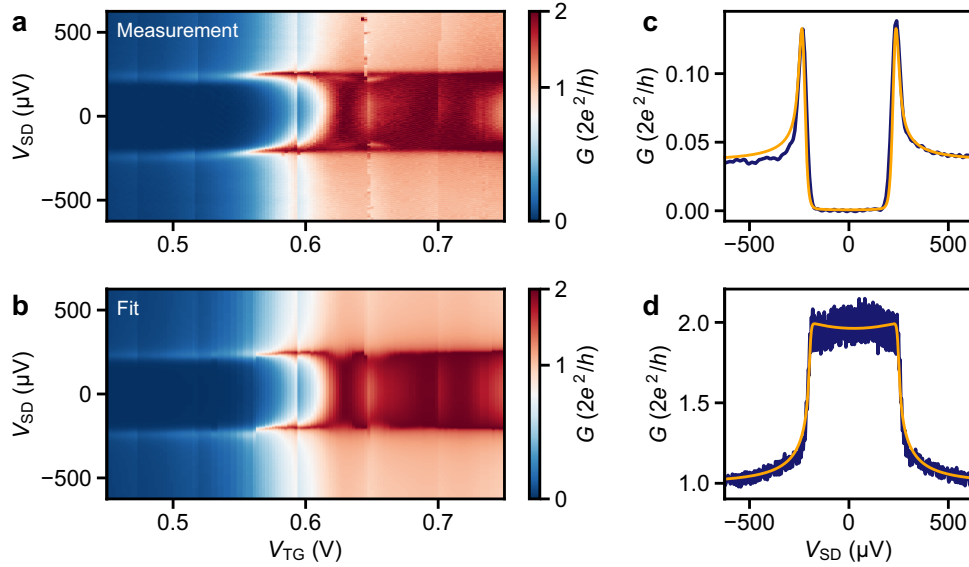 a
Measurement
500
0
−500
V_SD (µV)
0.5
0.6
0.7
2
1
0
G (2e²/h)
c
0.10
0.05
0.00
G (2e²/h)
−500
0
500
b
Fit
500
0
−500
V_SD (µV)
0.5
0.6
0.7
V_TG (V)
2
1
0
G (2e²/h)
d
2.0
1.5
1.0
G (2e²/h)
−500
0
500
V_SD (µV)